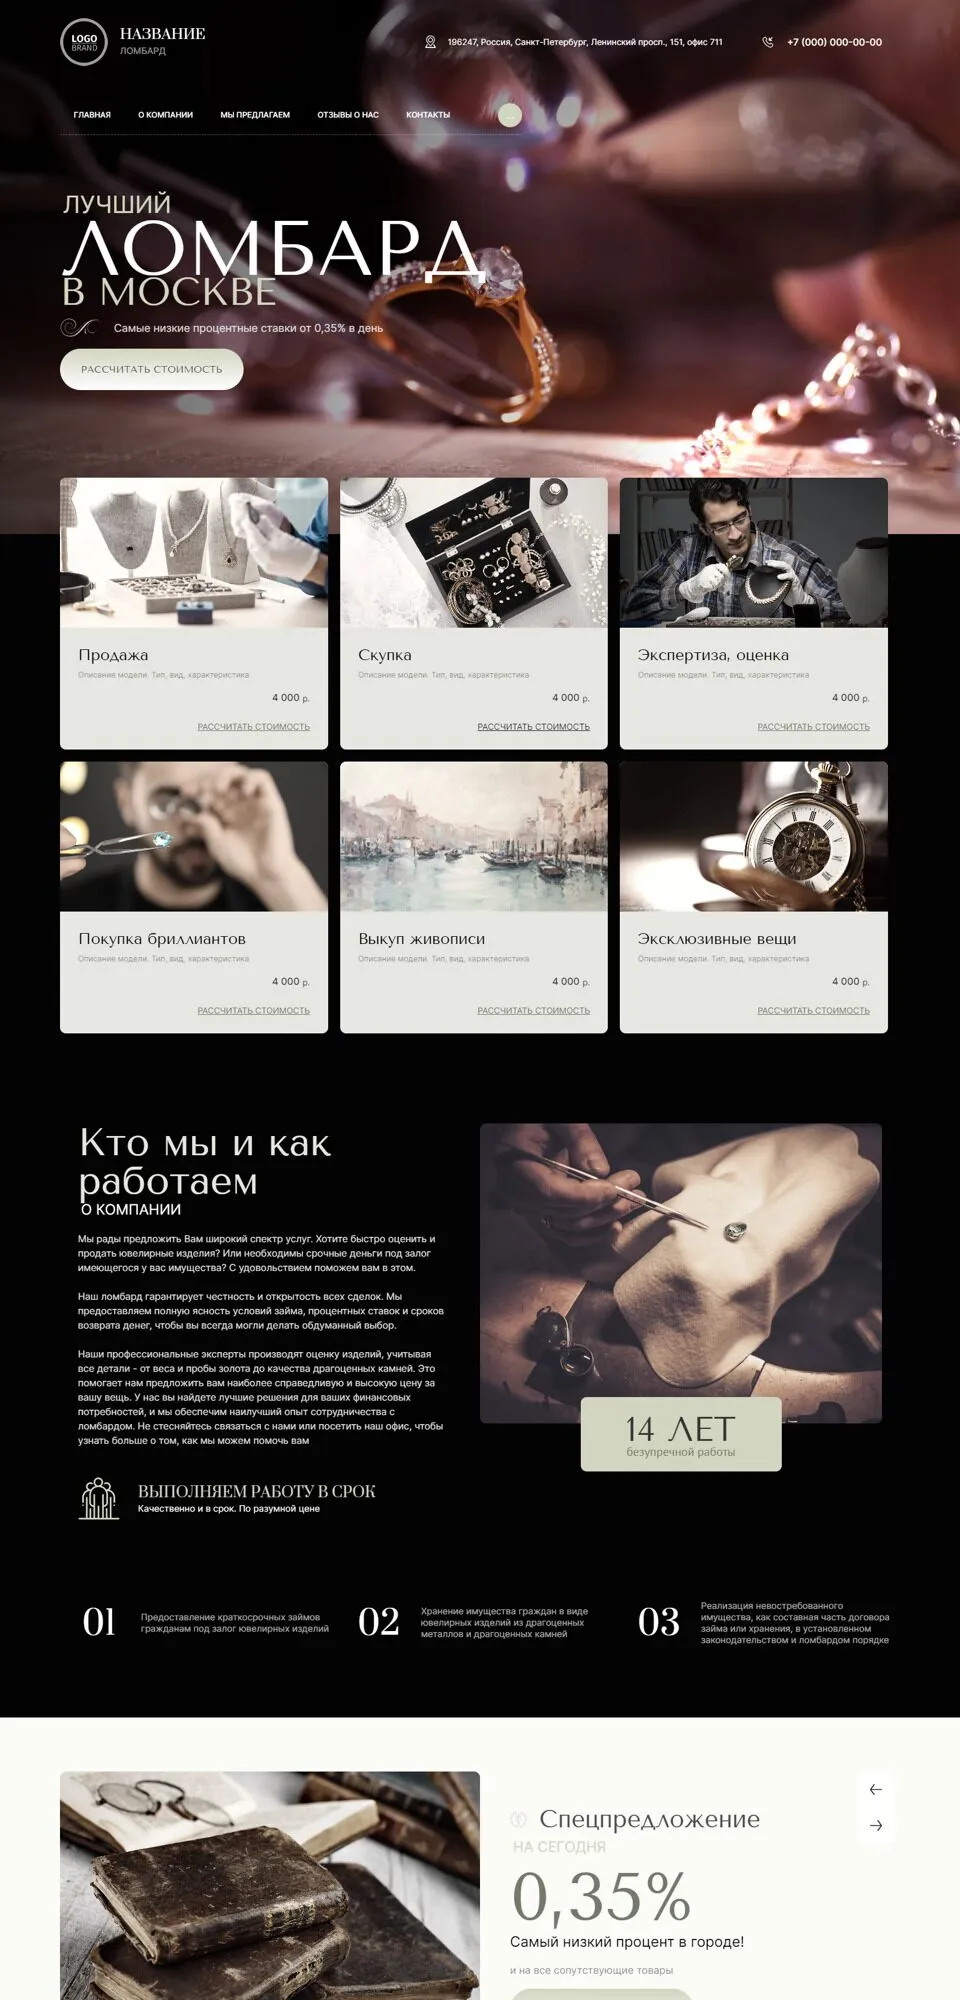 LOGO
BRAND
НАЗВАНИЕ
ЛОМБАРД
196247, Россия, Санкт-Петербург, Ленинский просп., 151, офис 711
+7 (000) 000-00-00
ГЛАВНАЯ
О КОМПАНИИ
МЫ ПРЕДЛАГАЕМ
ОТЗЫВЫ О НАС
КОНТАКТЫ
...
ЛУЧШИЙ
ЛОМБАРД
В МОСКВЕ
Самые низкие процентные ставки от 0,35% в день
РАССЧИТАТЬ СТОИМОСТЬ
Продажа
Описание модели. Тип, вид, характеристика
4 000 р.
РАССЧИТАТЬ СТОИМОСТЬ
Скупка
Описание модели. Тип, вид, характеристика
4 000 р.
РАССЧИТАТЬ СТОИМОСТЬ
Экспертиза, оценка
Описание модели. Тип, вид, характеристика
4 000 р.
РАССЧИТАТЬ СТОИМОСТЬ
Покупка бриллиантов
Описание модели. Тип, вид, характеристика
4 000 р.
РАССЧИТАТЬ СТОИМОСТЬ
Выкуп живописи
Описание модели. Тип, вид, характеристика
4 000 р.
РАССЧИТАТЬ СТОИМОСТЬ
Эксклюзивные вещи
Описание модели. Тип, вид, характеристика
4 000 р.
РАССЧИТАТЬ СТОИМОСТЬ
Кто мы и как
работаем
О КОМПАНИИ
Мы рады предложить Вам широкий спектр услуг. Хотите быстро оценить и
продать ювелирные изделия? Или необходимы срочные деньги под залог
имеющегося у вас имущества? С удовольствием поможем вам в этом.
Наш ломбард гарантирует честность и открытость всех сделок. Мы
предоставляем полную ясность условий займа, процентных ставок и сроков
возврата денег, чтобы вы всегда могли делать обдуманный выбор.
Наши профессиональные эксперты производят оценку изделий, учитывая
все детали - от веса и пробы золота до качества драгоценных камней. Это
помогает нам предложить вам наиболее справедливую и высокую цену за
вашу вещь. У нас вы найдете лучшие решения для ваших финансовых
потребностей, и мы обеспечим наилучший опыт сотрудничества с
ломбардом. Не стесняйтесь связаться с нами или посетить наш офис, чтобы
узнать больше о том, как мы можем помочь вам
14 ЛЕТ
безупречной работы
ВЫПОЛНЯЕМ РАБОТУ В СРОК
Качественно и в срок. По разумной цене
01
Предоставление краткосрочных займов
гражданам под залог ювелирных изделий
02
Хранение имущества граждан в виде
ювелирных изделий из драгоценных
металлов и драгоценных камней
03
Реализация невостребованного
имущества, как составная часть договора
займа или хранения, в установленном
законодательством и ломбардом порядке
Спецпредложение
НА СЕГОДНЯ
0,35%
Самый низкий процент в городе!
и на все сопутствующие товары